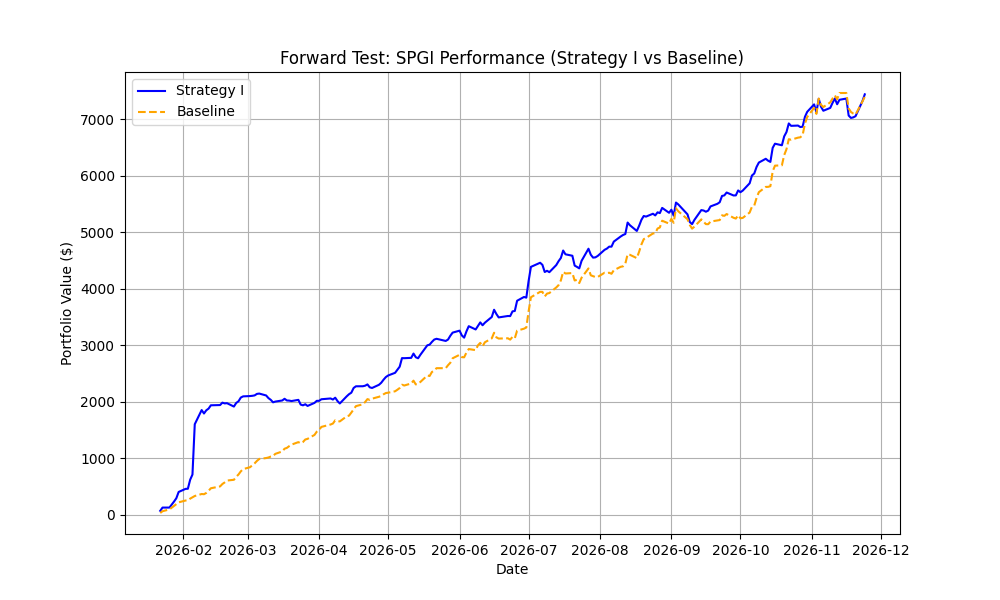 Forward Test: SPGI Performance (Strategy I vs Baseline)
Strategy I
Baseline
Portfolio Value ($)
7000
6000
5000
4000
3000
2000
1000
0
2026-02 2026-03 2026-04 2026-05 2026-06 2026-07 2026-08 2026-09 2026-10 2026-11 2026-12
Date